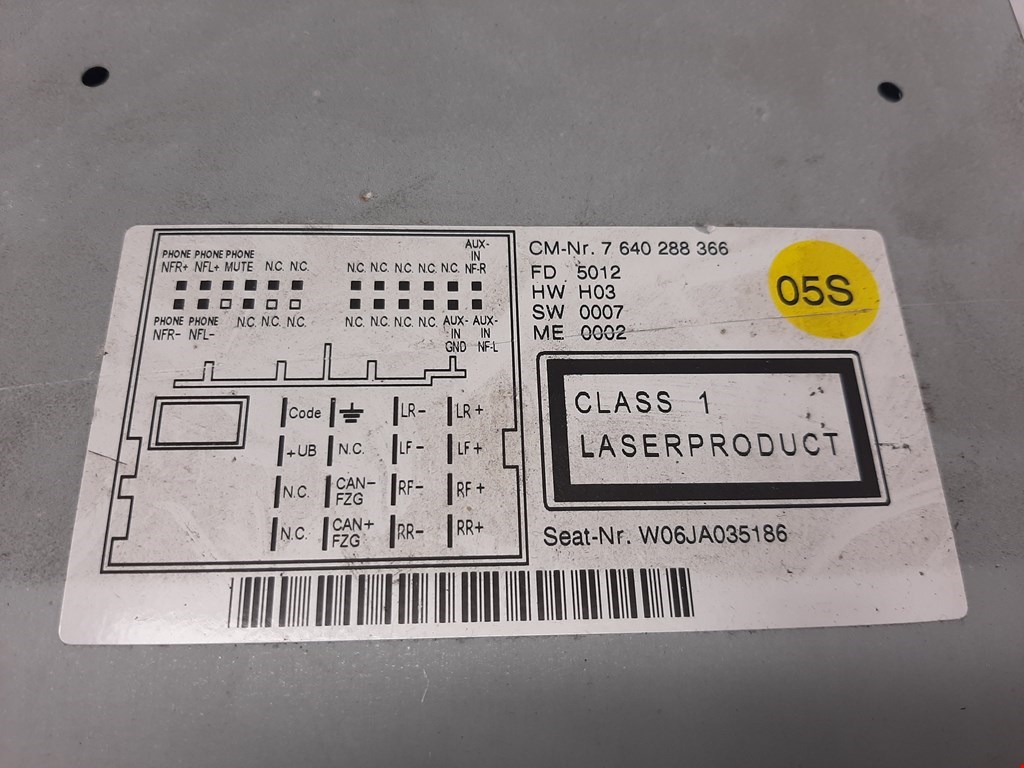 PHONE PHONE PHONE
NFR+ NFL+ MUTE N.C. N.C.
AUX-
IN
N.C. N.C. N.C. N.C. N.C. NF-R
PHONE PHONE
NFR- NFL-
N.C. N.C. N.C.
N.C. N.C. N.C. N.C. AUX- AUX-
IN IN
GND NF-L
Code LR- LR+
+UB N.C. LF- LF+
N.C. CAN- FZG RF- RF+
N.C. CAN+ FZG RR- RR+
CM-Nr. 7 640 288 366
FD 5012
HW H03
SW 0007
ME 0002
05S
CLASS 1
LASERPRODUCT
Seat-Nr. W06JA035186